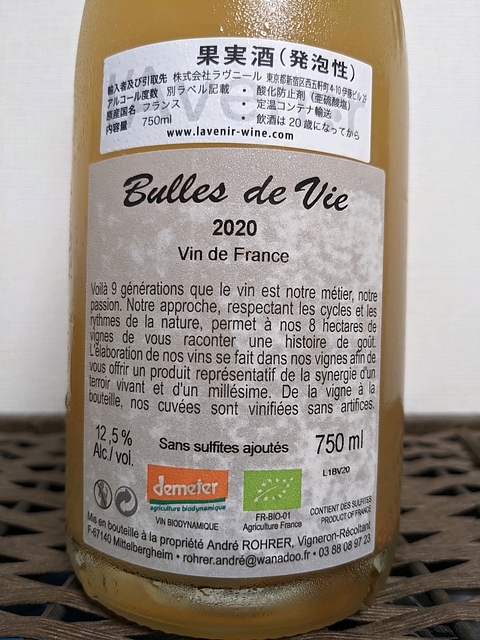 果実酒(発泡性)
輸入者及び引取先 株式会社ラヴニール 東京都新宿区西五軒町4-10 伊藤ビル2F
アルコール度数 別ラベル記載 ・ 酸化防止剤(亜硫酸塩)
原産国名 フランス ・ 定温コンテナ輸送
内容量 750ml ・ 飲酒は20歳になってから
www.lavenir-wine.com
Bulles de Vie
2020
Vin de France
Voilà 9 générations que le vin est notre métier, notre
passion. Notre approche, respectant les cycles et les
rythmes de la nature, permet à nos 8 hectares de
vignes de vous raconter une histoire de goût.
L'élaboration de nos vins se fait dans nos vignes afin de
vous offrir un produit représentatif de la synergie d'un
terroir vivant et d'un millésime. De la vigne à la
bouteille, nos cuvées sont vinifiées sans artifices.
12,5%
Alc./ vol.
Sans sulfites ajoutés
750 ml
L1BV20
demeter
agriculture biodynamique
VIN BIODYNAMIQUE
FR-BIO-01
Agriculture France
CONTIENT DES SULFITES
PRODUCT OF FRANCE
Mis en bouteille à la propriété André ROHRER, Vigneron-Récoltant
F-67140 Mittelbergheim • rohrer.andré@wanadoo.fr • 03 88 08 97 23